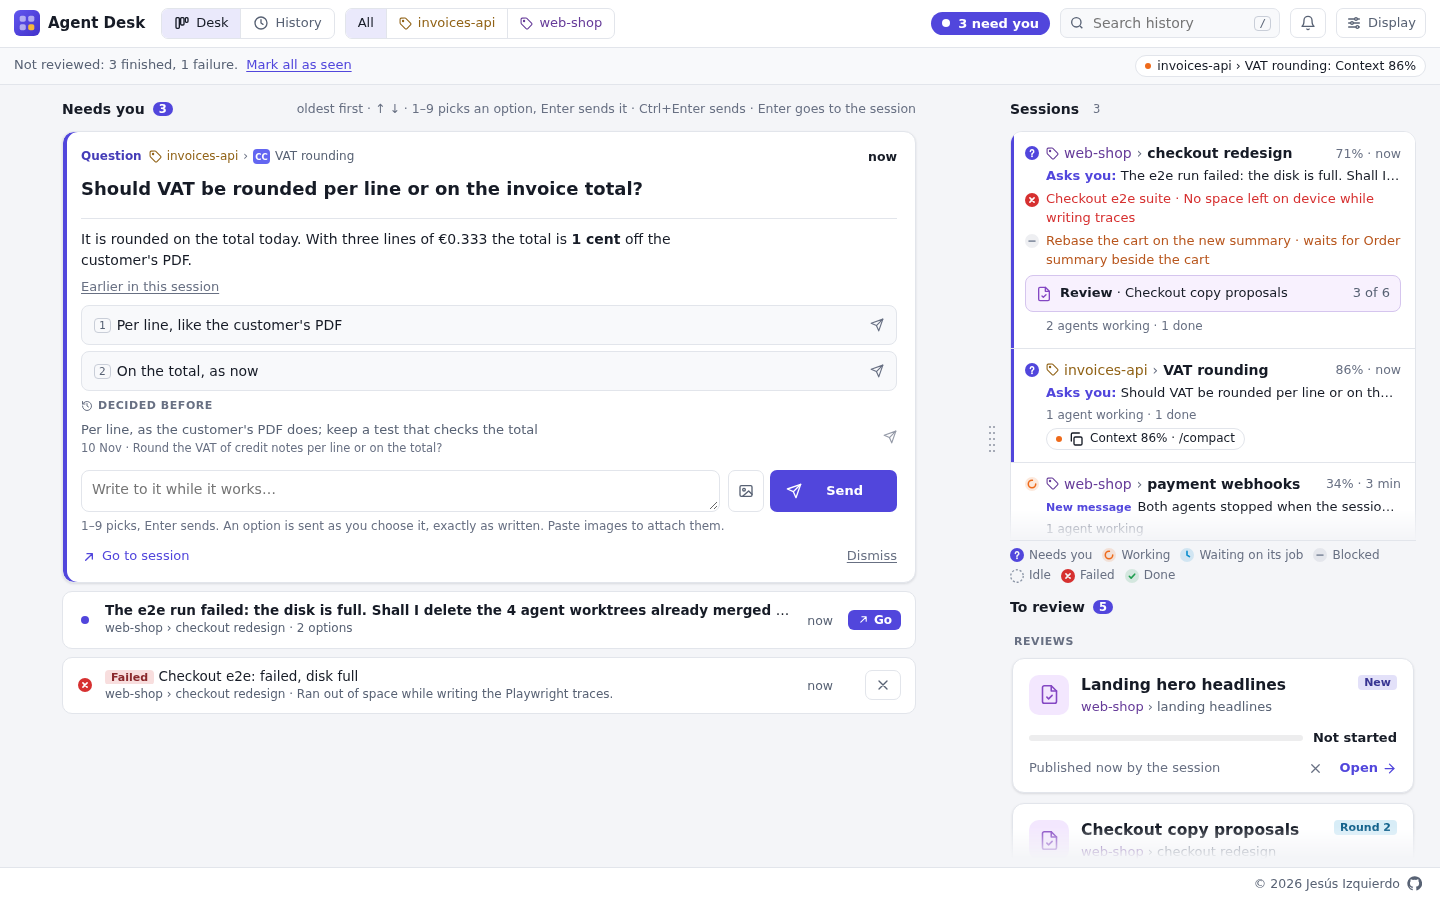 Agent Desk
Desk
History
All
invoices-api
web-shop
3 need you
Search history
/
Display
Not reviewed: 3 finished, 1 failure. Mark all as seen
invoices-api › VAT rounding: Context 86%
Needs you 3
oldest first · ↑ ↓ · 1–9 picks an option, Enter sends it · Ctrl+Enter sends · Enter goes to the session
Question invoices-api › CC VAT rounding
now
Should VAT be rounded per line or on the invoice total?
It is rounded on the total today. With three lines of €0.333 the total is 1 cent off the
customer's PDF.
Earlier in this session
1 Per line, like the customer's PDF
2 On the total, as now
DECIDED BEFORE
Per line, as the customer's PDF does; keep a test that checks the total
10 Nov · Round the VAT of credit notes per line or on the total?
Write to it while it works…
Send
1–9 picks, Enter sends. An option is sent as you choose it, exactly as written. Paste images to attach them.
Go to session
Dismiss
The e2e run failed: the disk is full. Shall I delete the 4 agent worktrees already merged …
web-shop › checkout redesign · 2 options
now
Go
Failed Checkout e2e: failed, disk full
web-shop › checkout redesign · Ran out of space while writing the Playwright traces.
now
Sessions 3
web-shop › checkout redesign
71% · now
Asks you: The e2e run failed: the disk is full. Shall I…
Checkout e2e suite · No space left on device while
writing traces
Rebase the cart on the new summary · waits for Order
summary beside the cart
Review · Checkout copy proposals
3 of 6
2 agents working · 1 done
invoices-api › VAT rounding
86% · now
Asks you: Should VAT be rounded per line or on th…
1 agent working · 1 done
Context 86% · /compact
web-shop › payment webhooks
34% · 3 min
New message Both agents stopped when the sessio…
1 agent working
Needs you
Working
Waiting on its job
Blocked
Idle
Failed
Done
To review 5
REVIEWS
Landing hero headlines
New
web-shop › landing headlines
Not started
Published now by the session
Open
Checkout copy proposals
Round 2
web-shop › checkout redesign
© 2026 Jesús Izquierdo